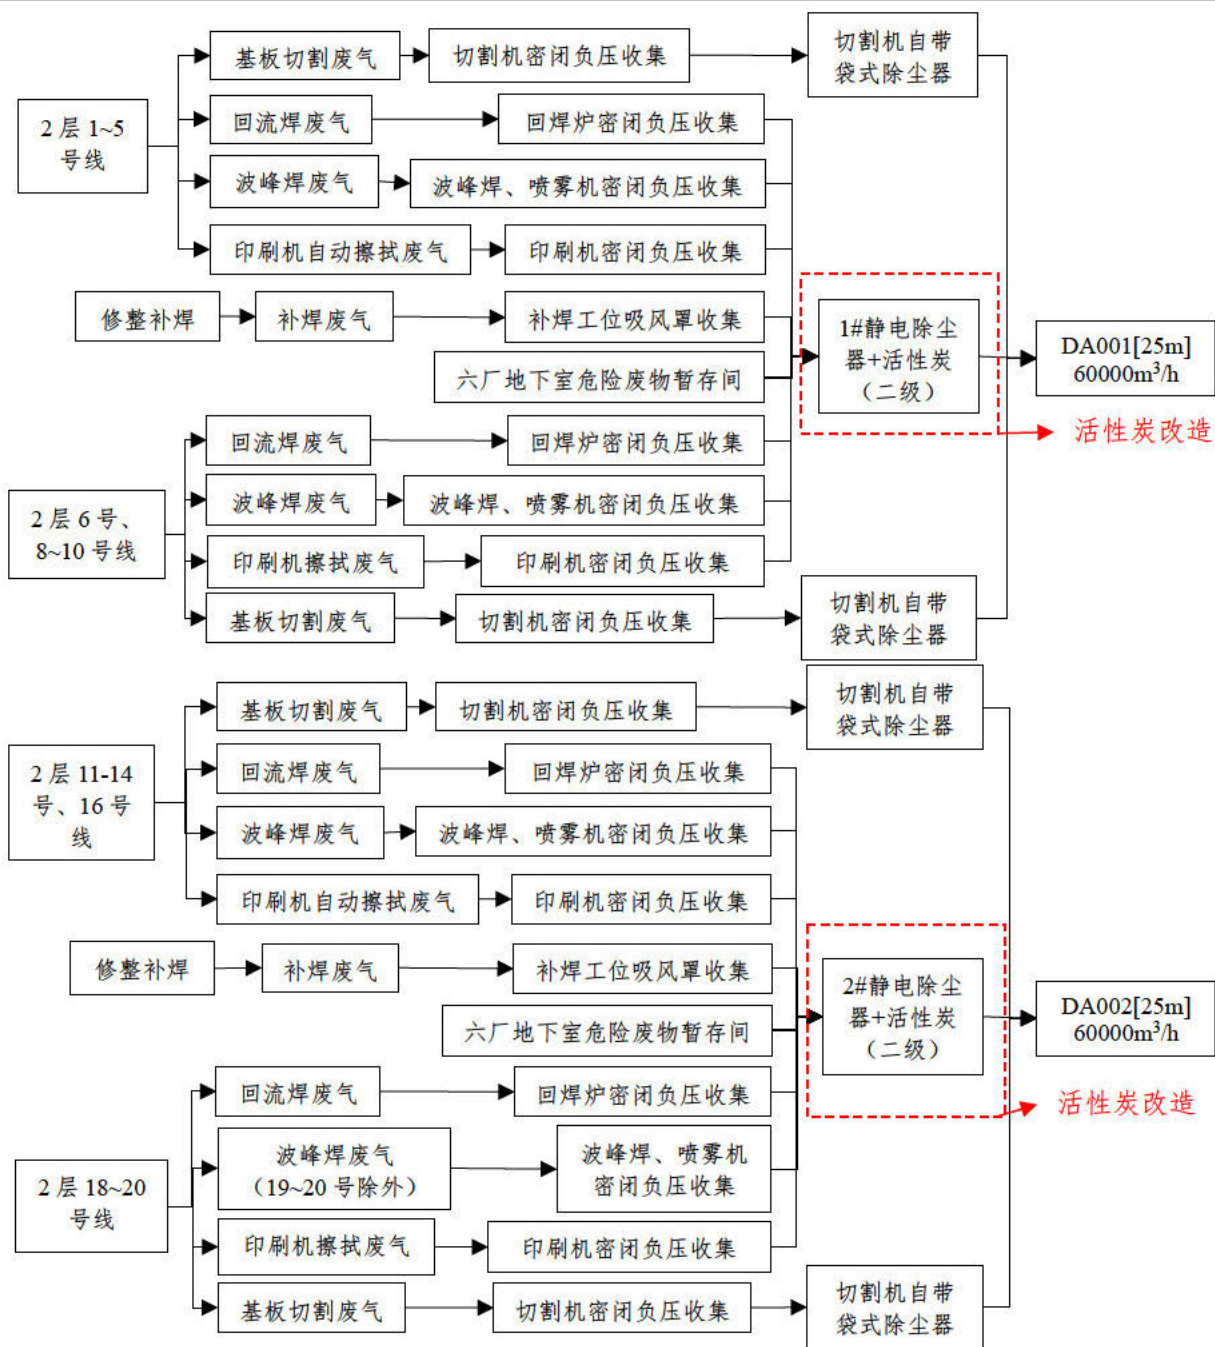 基板切割废气
切割机密闭负压收集
切割机自带
袋式除尘器
2 层 1~5
号线
回流焊废气
回焊炉密闭负压收集
波峰焊废气
波峰焊、喷雾机密闭负压收集
印刷机自动擦拭废气
印刷机密闭负压收集
修整补焊
补焊废气
补焊工位吸风罩收集
六厂地下室危险废物暂存间
1#静电除尘
器+活性炭
（二级）
DA001[25m]
60000m³/h
活性炭改造
回流焊废气
回焊炉密闭负压收集
2 层 6 号、
8~10 号线
波峰焊废气
波峰焊、喷雾机密闭负压收集
印刷机擦拭废气
印刷机密闭负压收集
基板切割废气
切割机密闭负压收集
切割机自带
袋式除尘器
基板切割废气
切割机密闭负压收集
切割机自带
袋式除尘器
2 层 11-14
号、16 号
线
回流焊废气
回焊炉密闭负压收集
波峰焊废气
波峰焊、喷雾机密闭负压收集
印刷机自动擦拭废气
印刷机密闭负压收集
修整补焊
补焊废气
补焊工位吸风罩收集
六厂地下室危险废物暂存间
2#静电除尘
器+活性炭
（二级）
DA002[25m]
60000m³/h
活性炭改造
回流焊废气
回焊炉密闭负压收集
2 层 18~20
号线
波峰焊废气
（19~20 号除外）
波峰焊、喷雾机
密闭负压收集
印刷机擦拭废气
印刷机密闭负压收集
基板切割废气
切割机密闭负压收集
切割机自带
袋式除尘器